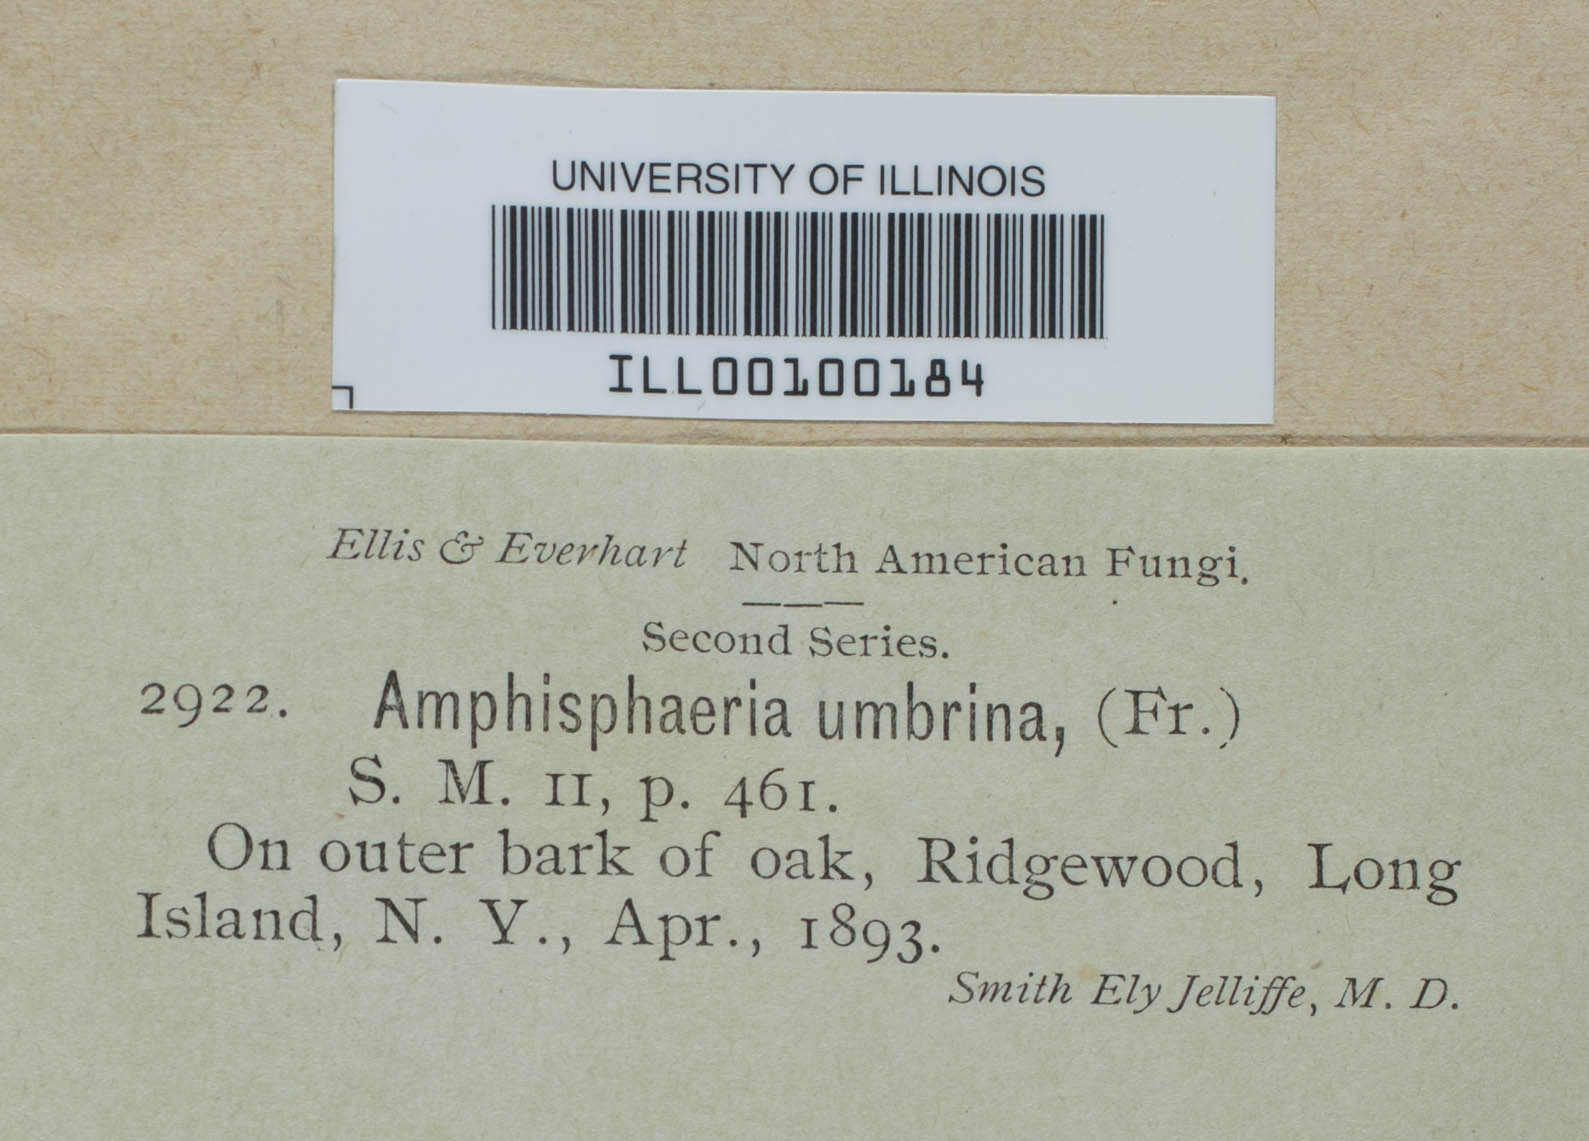 UNIVERSITY OF ILLINOIS
ILL00100184
Ellis & Everhart North American Fungi.
Second Series.
2922. Amphisphaeria umbrina, (Fr.)
S. M. II, p. 461.
On outer bark of oak, Ridgewood, Long
Island, N. Y., Apr., 1893.
Smith Ely Jelliffe, M. D.